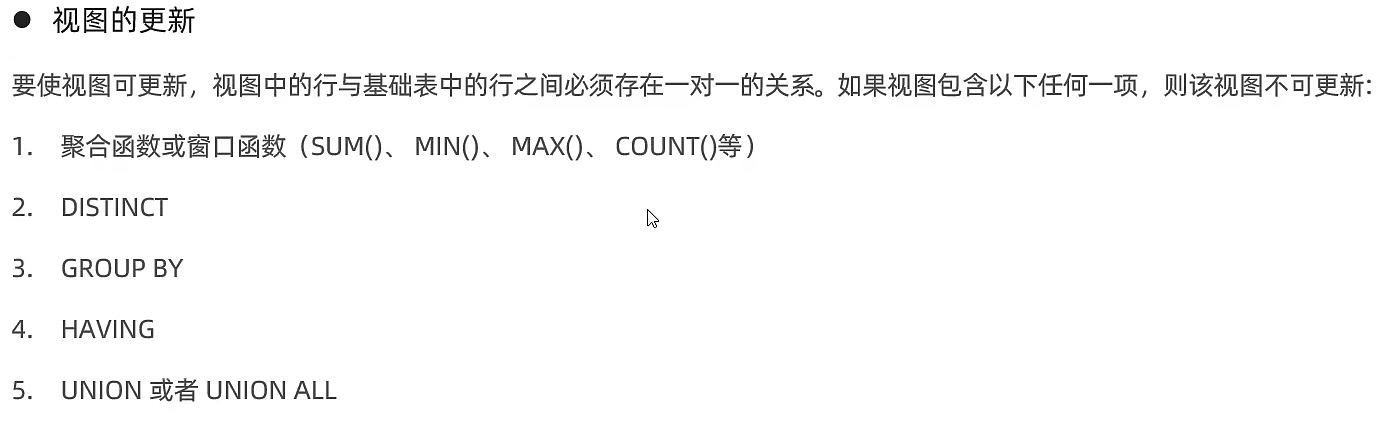 ● 视图的更新
要使视图可更新，视图中的行与基础表中的行之间必须存在一对一的关系。如果视图包含以下任何一项，则该视图不可更新:
1. 聚合函数或窗口函数（SUM()、 MIN()、 MAX()、 COUNT()等）
2. DISTINCT
3. GROUP BY
4. HAVING
5. UNION 或者 UNION ALL